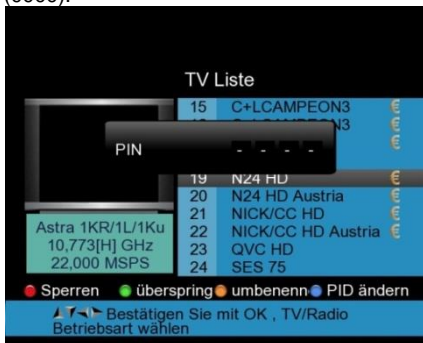 TV Liste
15 C+LCAMPEON3 €
€
PIN - - - -
€
19 N24 HD €
20 N24 HD Austria €
21 NICK/CC HD €
22 NICK/CC HD Austria €
23 QVC HD
24 SES 75
Astra 1KR/1L/1Ku
10,773[H] GHz
22,000 MSPS
Sperren überspring umbenenn PID ändern
Bestätigen Sie mit OK , TV/Radio
Betriebsart wählen